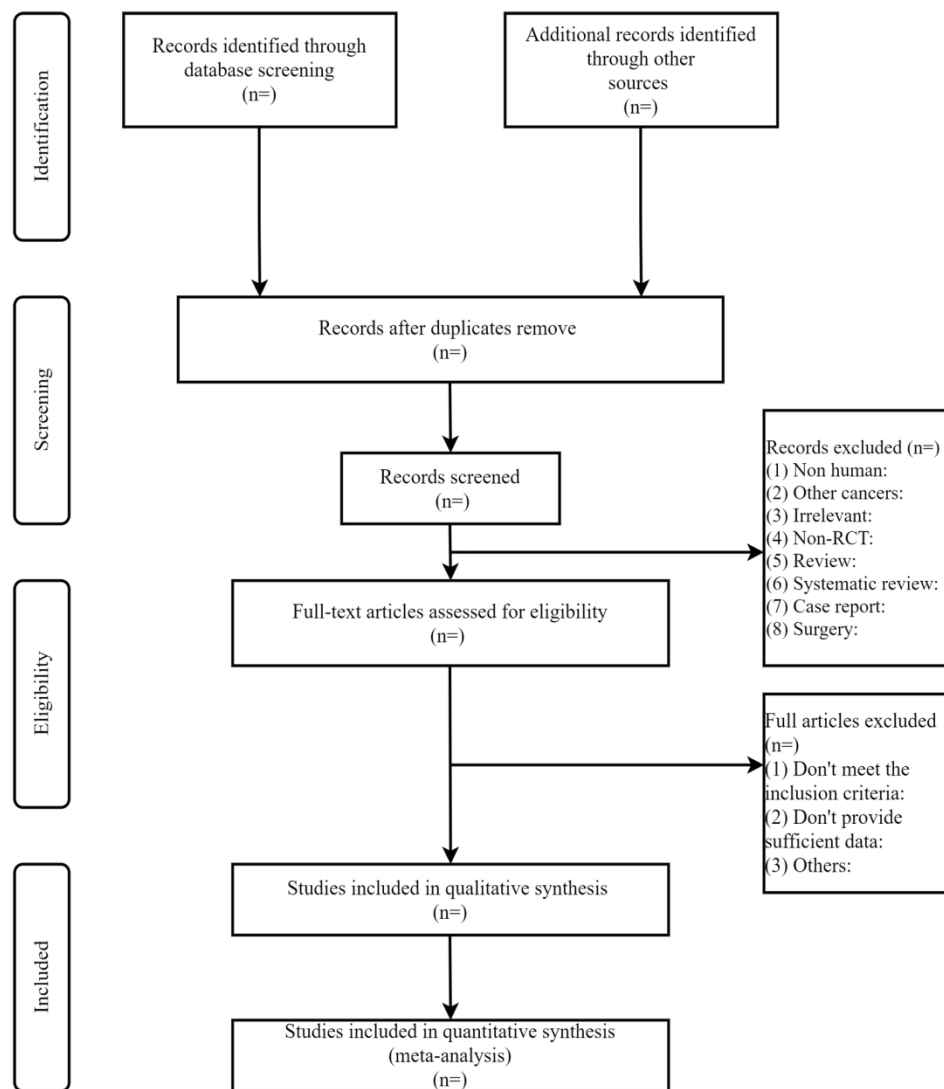 Identification
Records identified through
database screening
(n=)
Additional records identified
through other
sources
(n=)
Screening
Records after duplicates remove
(n=)
Records screened
(n=)
Records excluded (n=)
(1) Non human:
(2) Other cancers:
(3) Irrelevant:
(4) Non-RCT:
(5) Review:
(6) Systematic review:
(7) Case report:
(8) Surgery:
Eligibility
Full-text articles assessed for eligibility
(n=)
Full articles excluded
(n=)
(1) Don't meet the
inclusion criteria:
(2) Don't provide
sufficient data:
(3) Others:
Included
Studies included in qualitative synthesis
(n=)
Studies included in quantitative synthesis
(meta-analysis)
(n=)